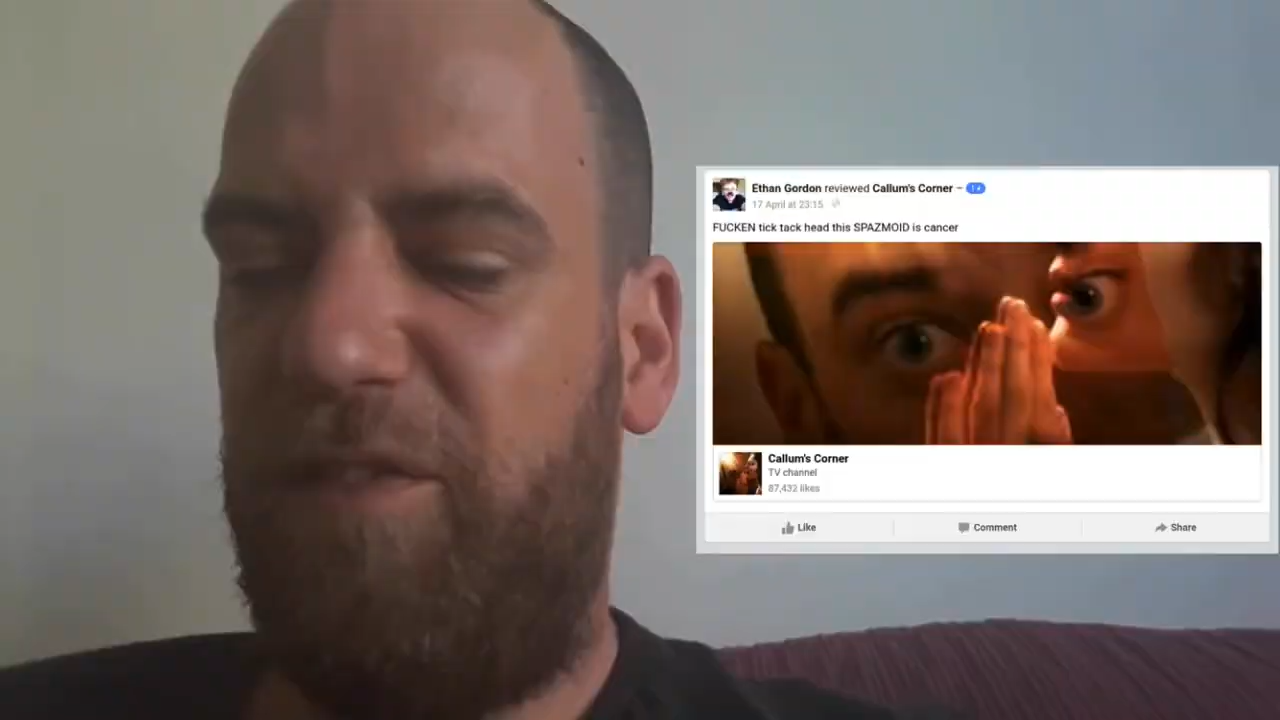 Ethan Gordon reviewed Callum's Corner – 1★
17 April at 23:15
FUCKEN tick tack head this SPAZMOID is cancer
Callum's Corner
TV channel
87,432 likes
Like Comment Share